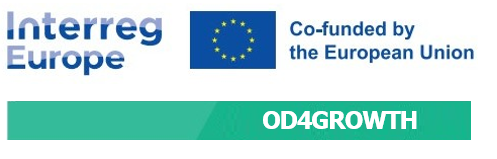 Interreg
Europe
Co-funded by
the European Union
OD4GROWTH